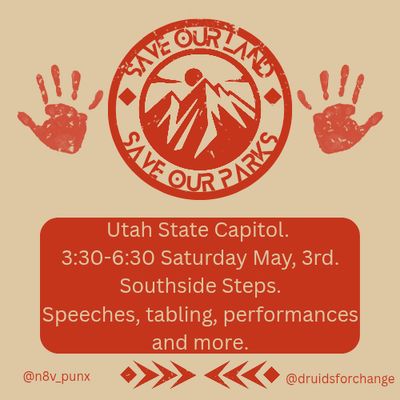 SAVE OUR LAND
SAVE OUR PARKS
Utah State Capitol.
3:30-6:30 Saturday May, 3rd.
Southside Steps.
Speeches, tabling, performances
and more.
@n8v_punx
@druidsforchange